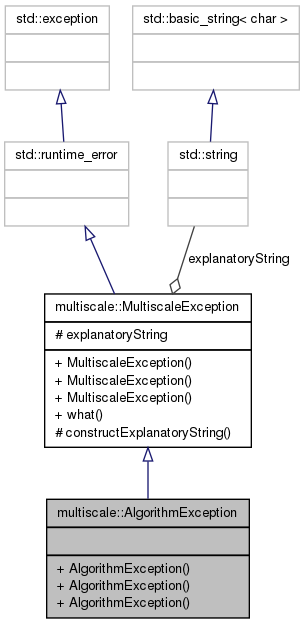 std::exception
std::basic_string< char >
std::runtime_error
std::string
explanatoryString
multiscale::MultiscaleException
# explanatoryString
+ MultiscaleException()
+ MultiscaleException()
+ MultiscaleException()
+ what()
# constructExplanatoryString()
multiscale::AlgorithmException
+ AlgorithmException()
+ AlgorithmException()
+ AlgorithmException()